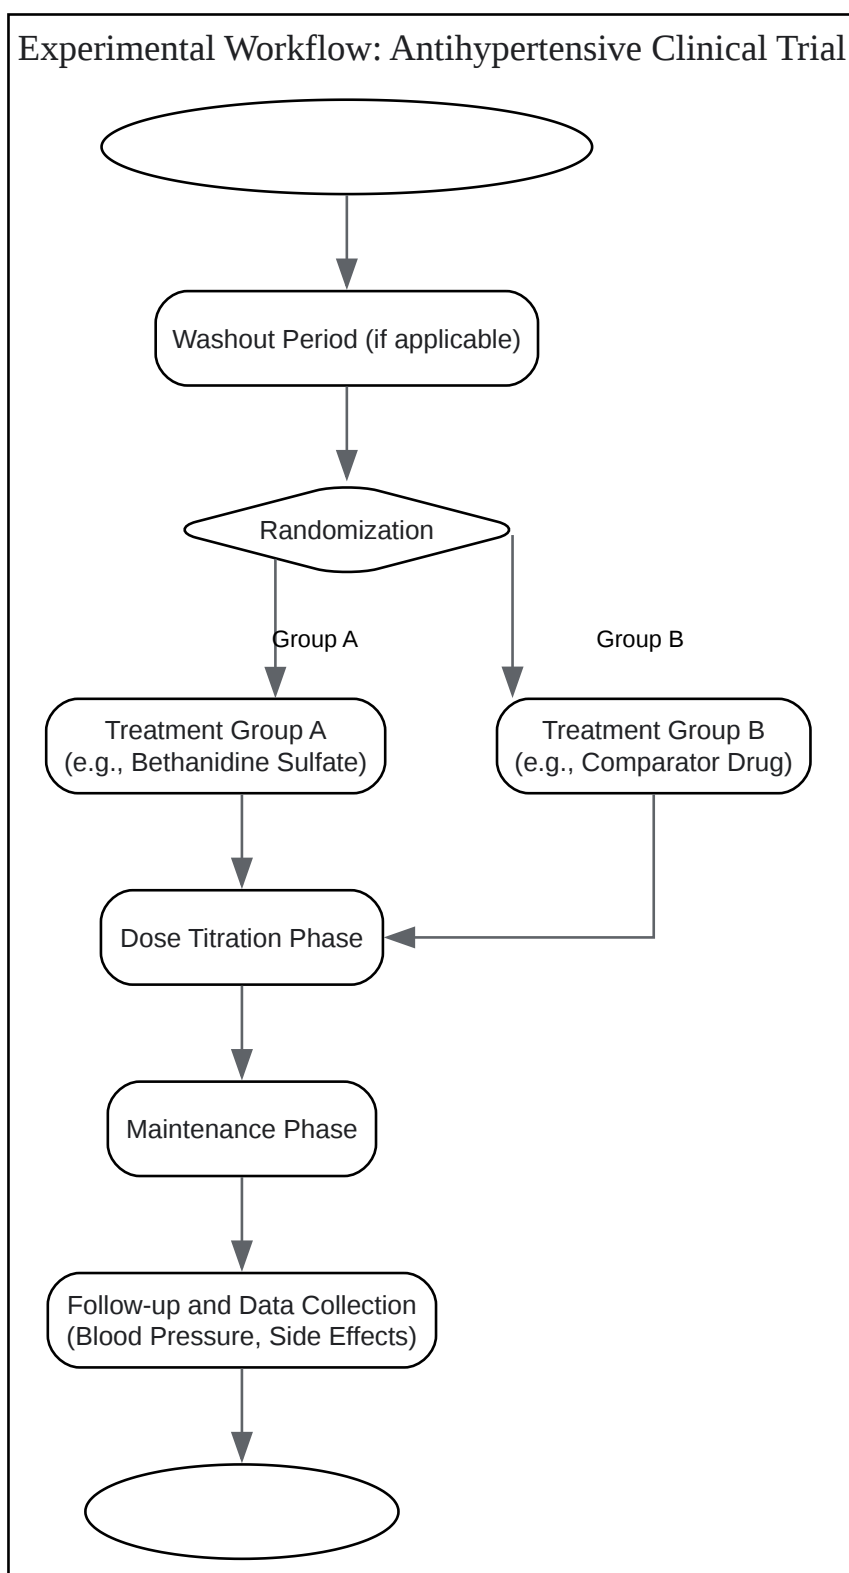 Experimental Workflow: Antihypertensive Clinical Trial
Washout Period (if applicable)
Randomization
Group A
Group B
Treatment Group A
(e.g., Bethanidine Sulfate)
Treatment Group B
(e.g., Comparator Drug)
Dose Titration Phase
Maintenance Phase
Follow-up and Data Collection
(Blood Pressure, Side Effects)